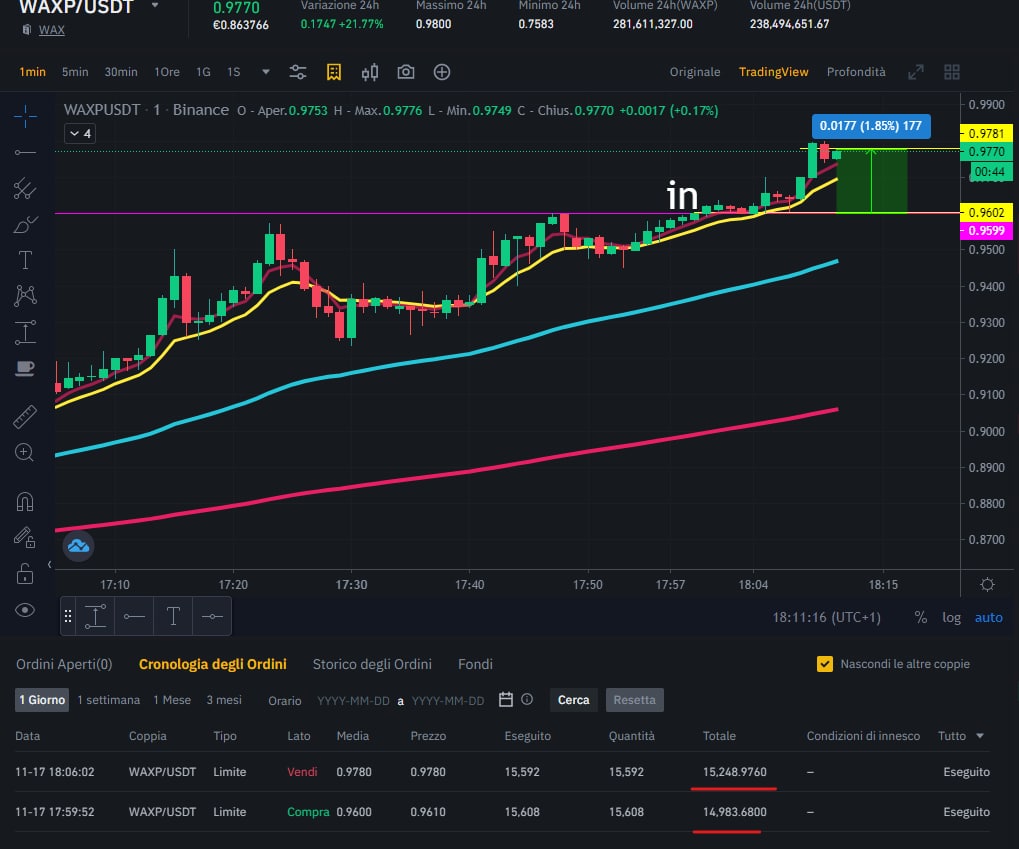 WAXP/USDT
0.9770
Variazione 24h
Massimo 24h
Minimo 24h
Volume 24h(WAXP)
Volume 24h(USDT)
WAX
€0.863766
0.1747 +21.77%
0.9800
0.7583
281,611,327.00
238,494,651.67
1min 5min 30min 1Ore 1G 1S
Originale TradingView Profondità
WAXPUSDT · 1 · Binance O - Aper.0.9753 H - Max.0.9776 L - Min.0.9749 C - Chius.0.9770 +0.0017 (+0.17%)
4
0.0177 (1.85%) 177
in
0.9900
0.9781
0.9770
00:44
0.9602
0.9599
0.9500
0.9400
0.9300
0.9200
0.9100
0.9000
0.8900
0.8800
0.8700
17:10 17:20 17:30 17:40 17:50 17:57 18:04 18:15
18:11:16 (UTC+1) % log auto
Ordini Aperti(0) Cronologia degli Ordini Storico degli Ordini Fondi Nascondi le altre coppie
1 Giorno 1 settimana 1 Mese 3 mesi Orario YYYY-MM-DD a YYYY-MM-DD Cerca Resetta
Data Coppia Tipo Lato Media Prezzo Eseguito Quantità Totale Condizioni di innesco Tutto
11-17 18:06:02 WAXP/USDT Limite Vendi 0.9780 0.9780 15,592 15,592 15,248.9760 – Eseguito
11-17 17:59:52 WAXP/USDT Limite Compra 0.9600 0.9610 15,608 15,608 14,983.6800 – Eseguito